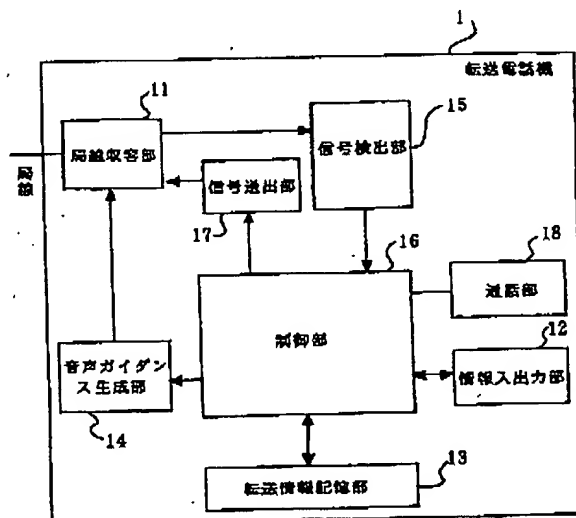 1
転送電話機
11
15
局線収容部
信号検出部
局線
信号送出部
17
16
18
通話部
制御部
12
音声ガイダン
ス生成部
情報入出力部
14
13
転送情報記憶部